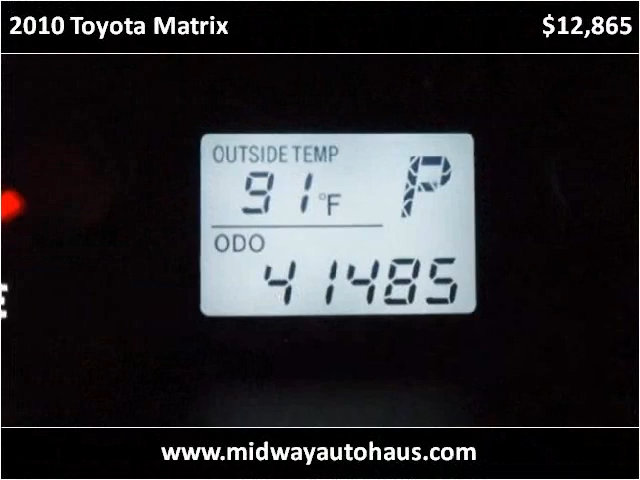 2010 Toyota Matrix $12,865
OUTSIDE TEMP
91°F P
ODO
41485
E
www.midwayautohaus.com